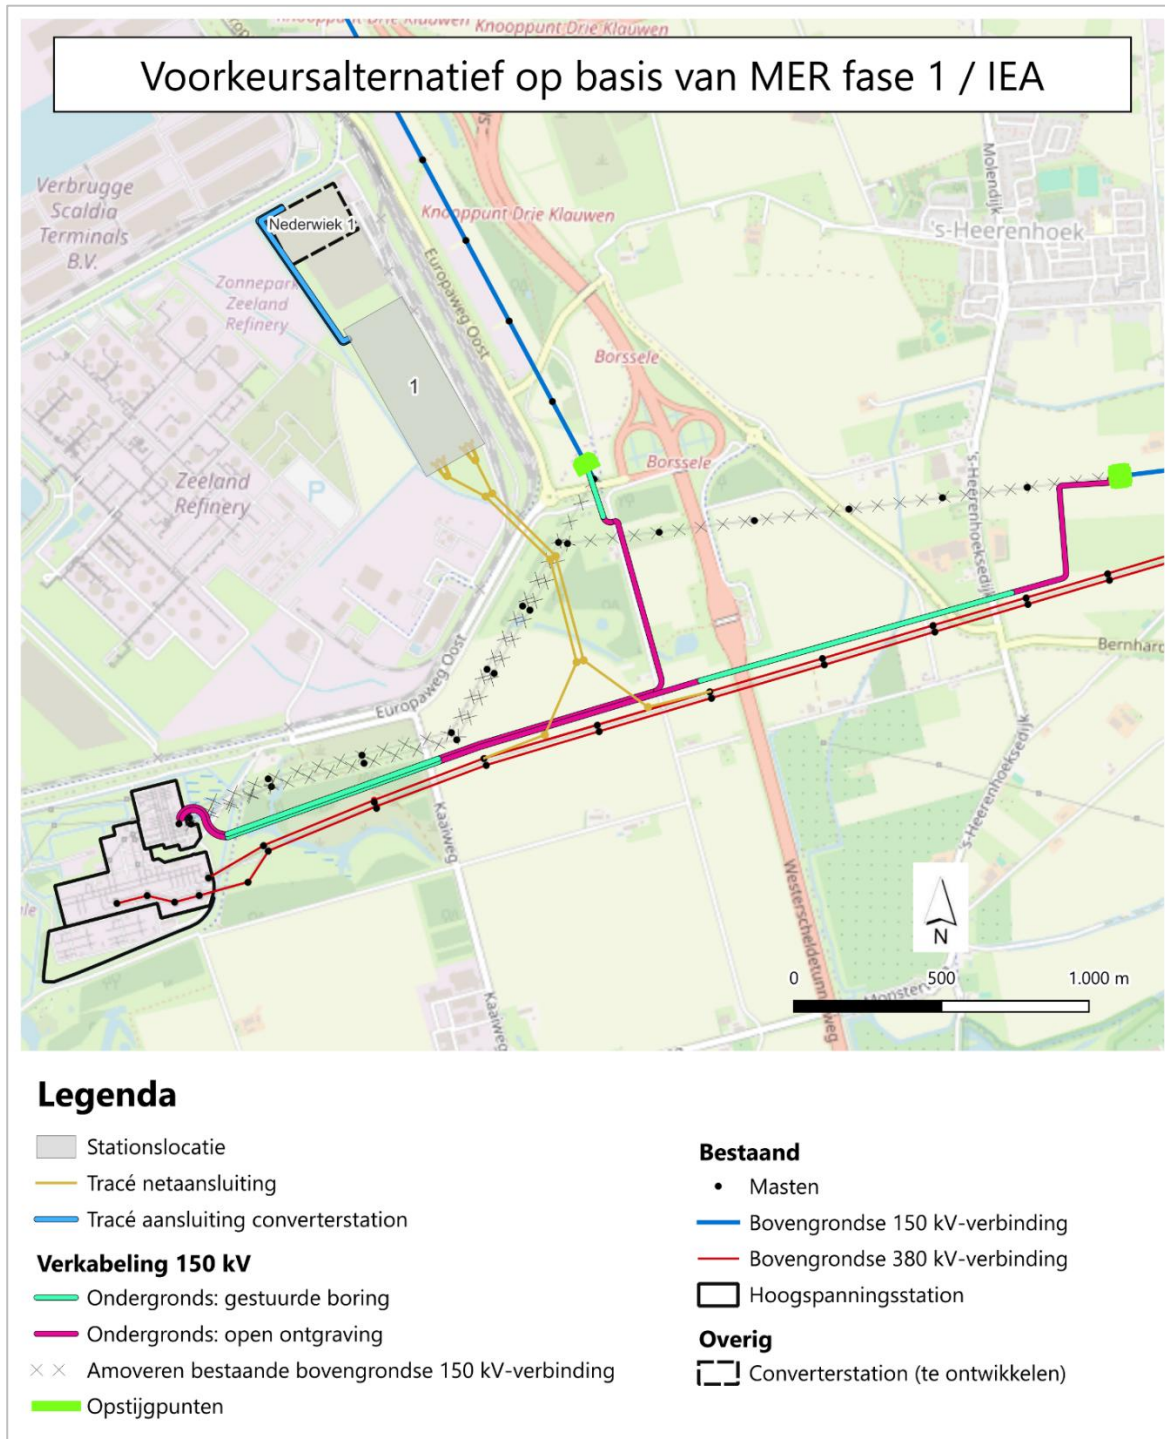 Knooppunt Drie Klauwen
Voorkeursalternatief op basis van MER fase 1 / IEA
Verbrugge
Scaldia
Terminals
B.V.
Nederwiek 1
Knooppunt Drie Klauwen
Molendijk
's-Heerenhoek
Zonnepark
Zeeland
Refinery
Europaweg Oost
Borssele
1
Borssele
Zeeland
Refinery
P
's-Heerenhoeksedijk
Europaweg Oost
Bernhard
Kaaiweg
's-Heerenhoeksedijk
Westerscheldetunnelweg
N
0 500 1.000 m
Kaaiweg
Legenda
Stationslocatie
Tracé netaansluiting
Tracé aansluiting converterstation
Verkabeling 150 kV
Ondergronds: gestuurde boring
Ondergronds: open ontgraving
Amoveren bestaande bovengrondse 150 kV-verbinding
Opstijgpunten
Bestaand
Masten
Bovengrondse 150 kV-verbinding
Bovengrondse 380 kV-verbinding
Hoogspanningsstation
Overig
Converterstation (te ontwikkelen)